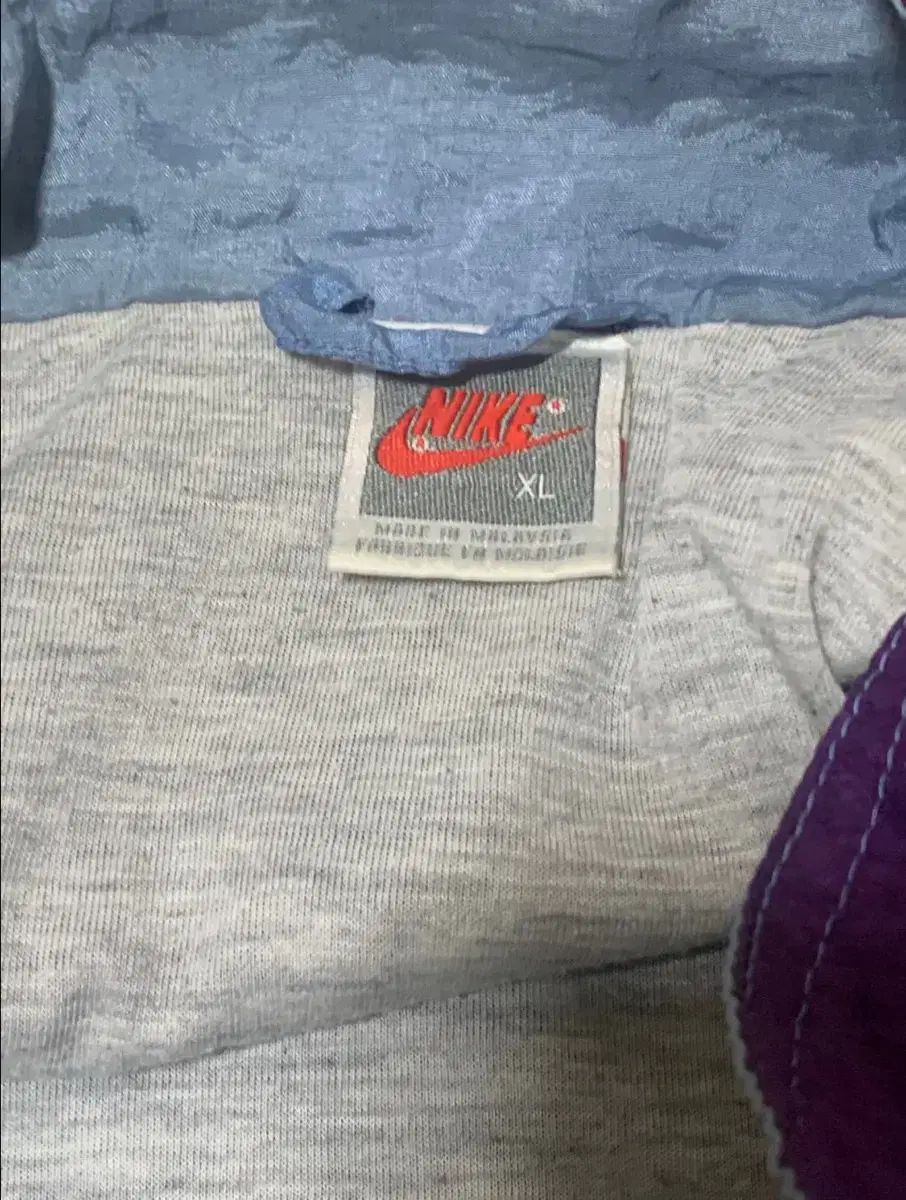 NIKE®
®
XL
MADE IN MALAYSIA
FABRIQUE EN MALAISIE